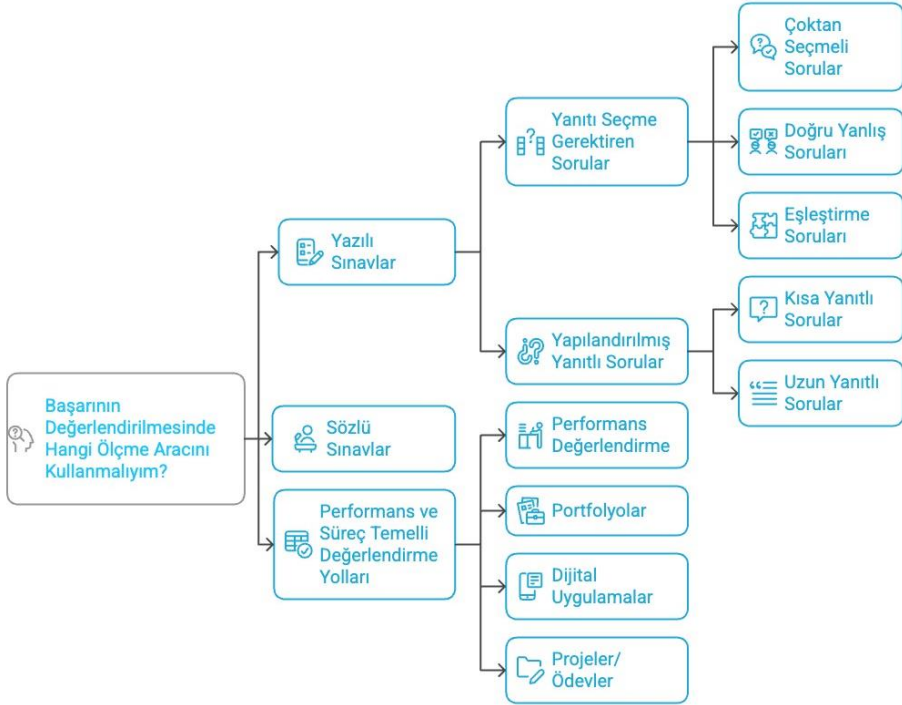 Başarının
Değerlendirilmesinde
Hangi Ölçme Aracını
Kullanmalıyım?
Yazılı
Sınavlar
Yanıtı Seçme
Gerektiren
Sorular
Çoktan
Seçmeli
Sorular
Doğru Yanlış
Soruları
Eşleştirme
Soruları
Yapılandırılmış
Yanıtlı Sorular
Kısa Yanıtlı
Sorular
Uzun Yanıtlı
Sorular
Sözlü
Sınavlar
Performans ve
Süreç Temelli
Değerlendirme
Yolları
Performans
Değerlendirme
Portfolyolar
Dijital
Uygulamalar
Projeler/
Ödevler